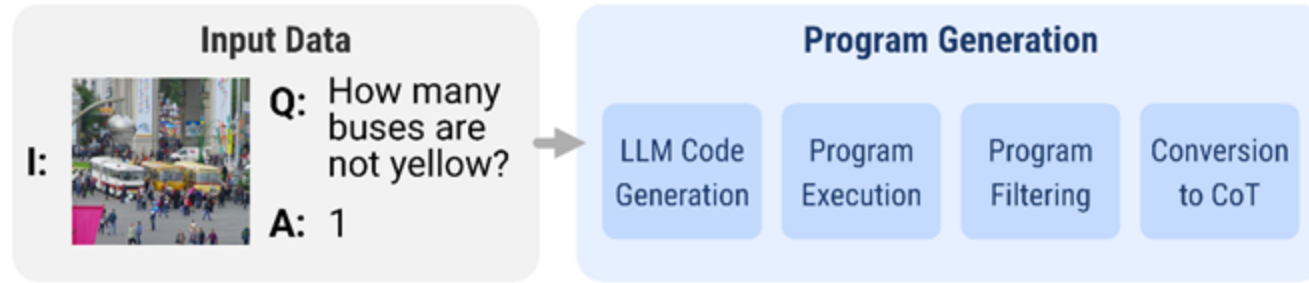 Input Data
I:
Q: How many
buses are
not yellow?
A: 1
Program Generation
LLM Code
Generation
Program
Execution
Program
Filtering
Conversion
to CoT